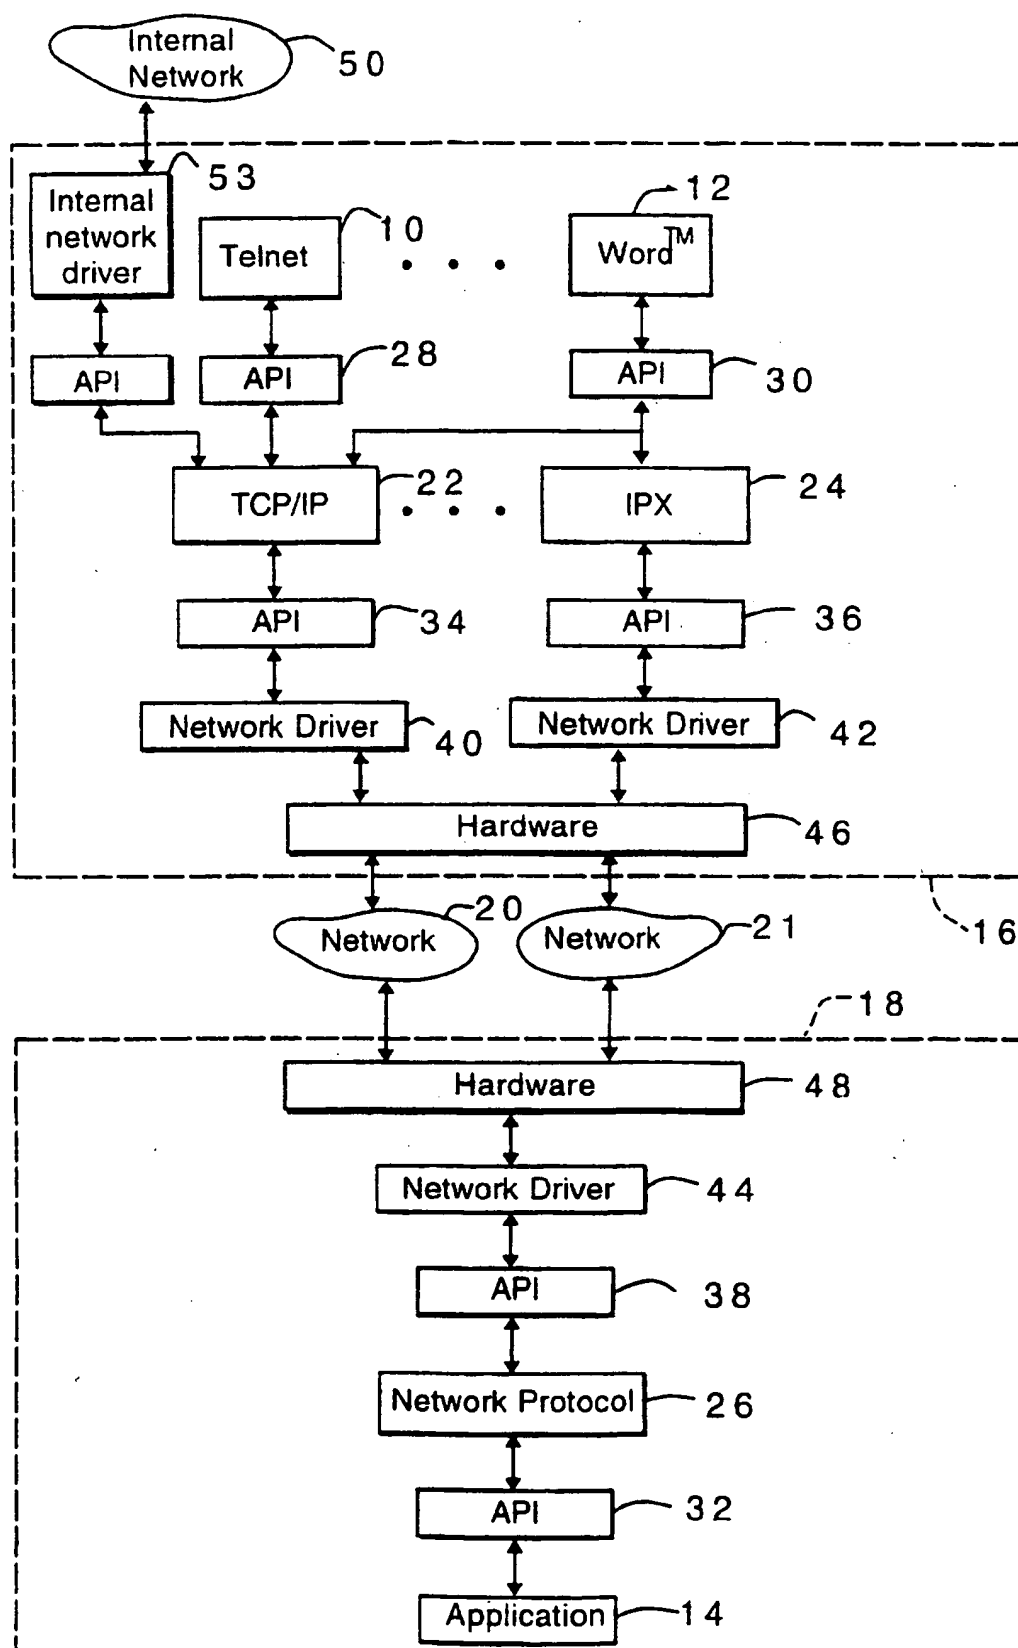 Internal
Network
50
53
Internal
network
driver
10
Telnet
12
Word™
API
API
28
API
30
TCP/IP
22
IPX
24
API
34
API
36
Network Driver
40
Network Driver
42
Hardware
46
Network
20
Network
21
16
18
Hardware
48
Network Driver
44
API
38
Network Protocol
26
API
32
Application
14